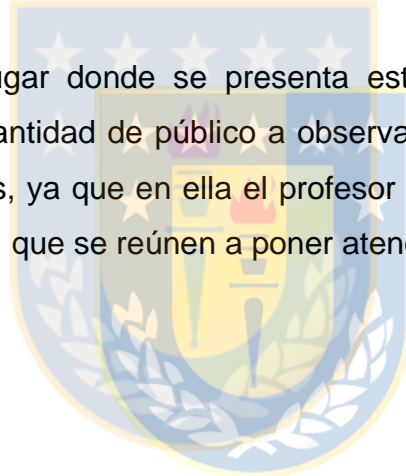 ugar donde se presenta est
antidad de público a observa
s, ya que en ella el profesor
que se reúnen a poner aten